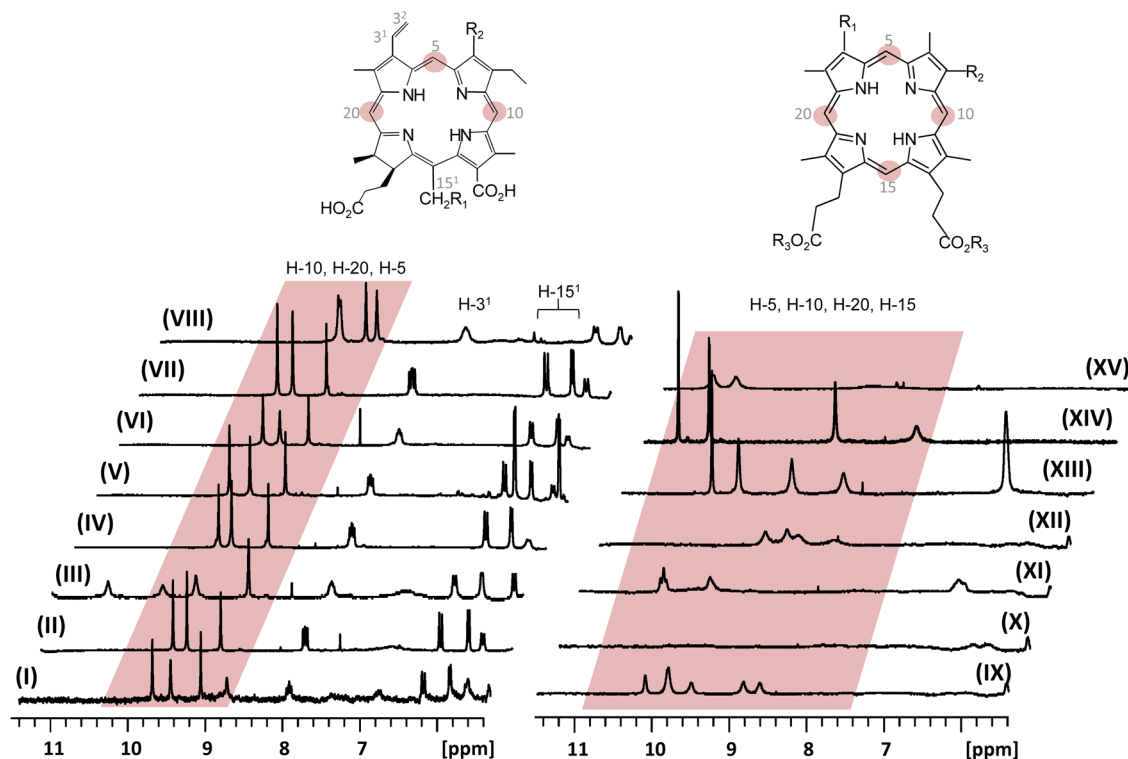 3² R₂ R₁
3¹ 5 5
R₂
NH N NH N
20 10 20 10
N HN N HN
15¹ CO₂H 15
HO₂C CH₂R₁
R₃O₂C CO₂R₃
H-10, H-20, H-5
H-3¹ H-15¹ H-5, H-10, H-20, H-15
(VIII)
(VII) (XV)
(VI) (XIV)
(V) (XIII)
(IV) (XII)
(III) (XI)
(II) (X)
(I) (IX)
11 10 9 8 7 [ppm] 11 10 9 8 7 [ppm]